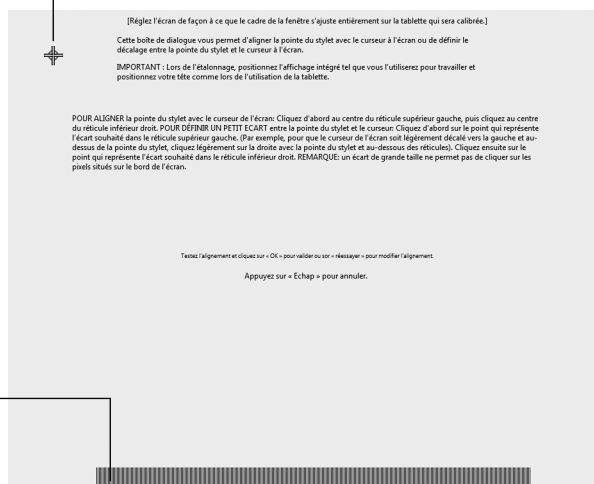 [Réglez l'écran de façon à ce que le cadre de la fenêtre s'ajuste entièrement sur la tablette qui sera calibrée.]
Cette boîte de dialogue vous permet d'aligner la pointe du stylet avec le curseur à l'écran ou de définir le
décalage entre la pointe du stylet et le curseur à l'écran.
IMPORTANT : Lors de l'étalonnage, positionnez l'affichage intégré tel que vous l'utiliserez pour travailler et
positionnez votre tête comme lors de l'utilisation de la tablette.
POUR ALIGNER la pointe du stylet avec le curseur de l'écran: Cliquez d'abord au centre du réticule supérieur gauche, puis cliquez au centre
du réticule inférieur droit. POUR DÉFINIR UN PETIT ECART entre la pointe du stylet et le curseur: Cliquez d'abord sur le point qui représente
l'écart souhaité dans le réticule supérieur gauche. (Par exemple, pour que le curseur de l'écran soit légèrement décalé vers la gauche et au-
dessus de la pointe du stylet, cliquez légèrement sur la droite avec la pointe du stylet et au-dessous des réticules). Cliquez ensuite sur le
point qui représente l'écart souhaité dans le réticule inférieur droit. REMARQUE: un écart de grande taille ne permet pas de cliquer sur les
pixels situés sur le bord de l'écran.
Testez l'alignement et cliquez sur « OK » pour valider ou sor « réessayer » pour modifier l'alignement.
Appuyez sur « Echap » pour annuler.